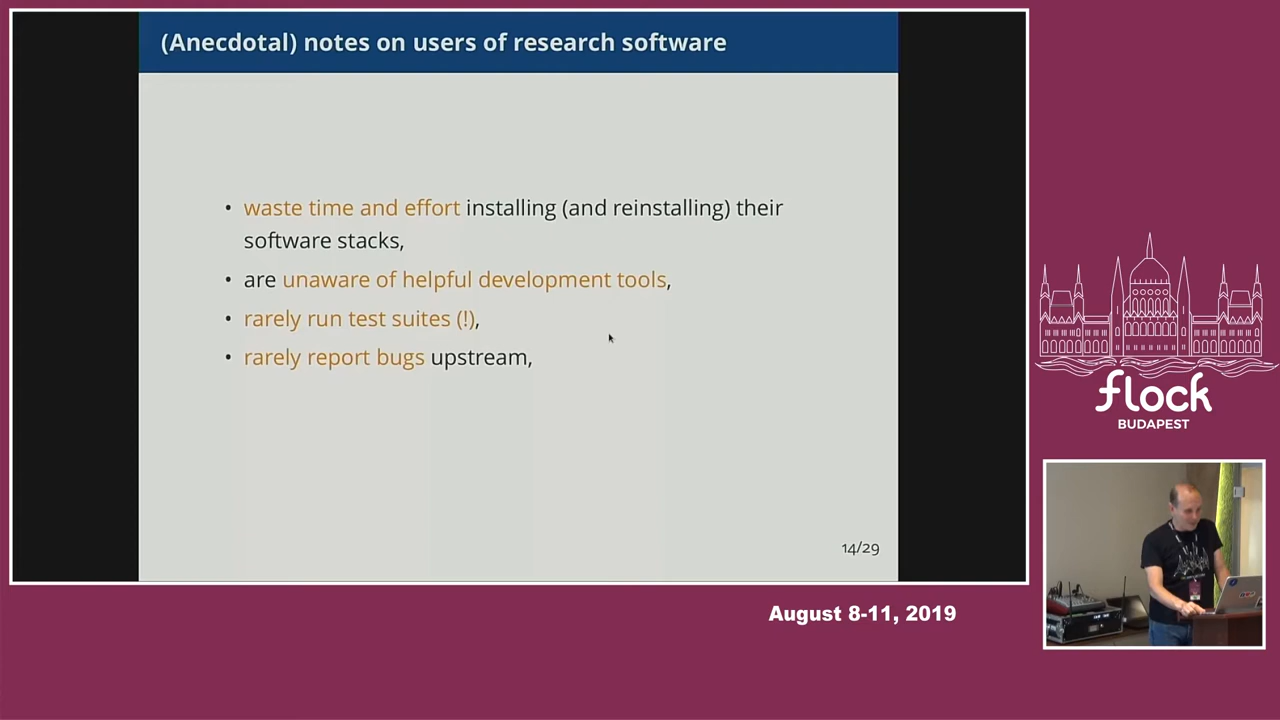 (Anecdotal) notes on users of research software
• waste time and effort installing (and reinstalling) their
software stacks,
• are unaware of helpful development tools,
• rarely run test suites (!),
• rarely report bugs upstream,
14/29
flock
BUDAPEST
August 8-11, 2019